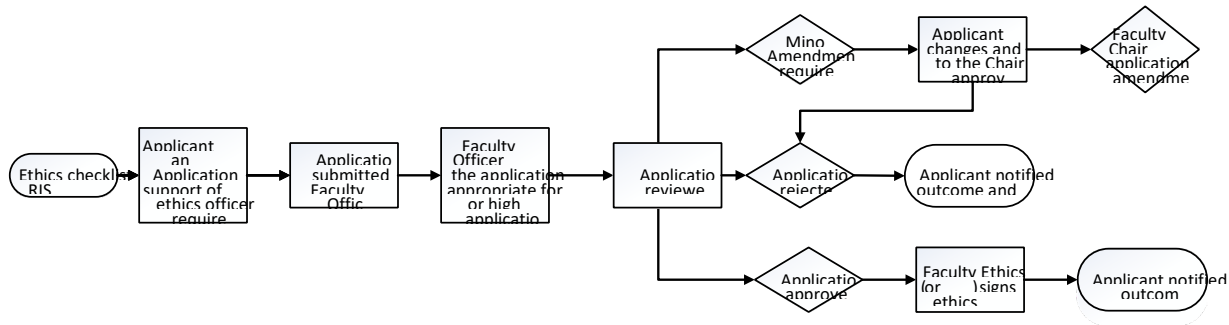 Ethics checklis
RIS
Applicant
an
Application
support of
ethics officer
require
Applicatio
submitted
Faculty
Offic
Faculty
Officer
the application
appropriate for
or high
applicatio
Applicatio
reviewe
Mino
Amendmen
require
Applicant
changes and
to the Chair
approv
Faculty
Chair
application
amendme
Applicatio
rejecte
Applicant notified
outcome and
Applicatio
approve
Faculty Ethics
(or )signs
ethics
Applicant notified
outcom